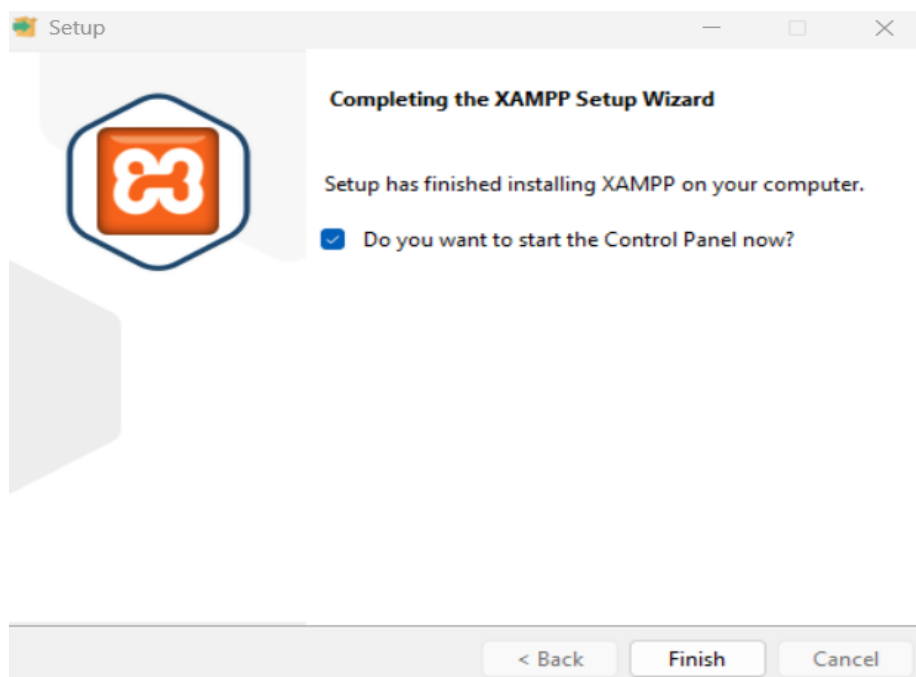 Setup
Completing the XAMPP Setup Wizard
Setup has finished installing XAMPP on your computer.
Do you want to start the Control Panel now?
< Back
Finish
Cancel